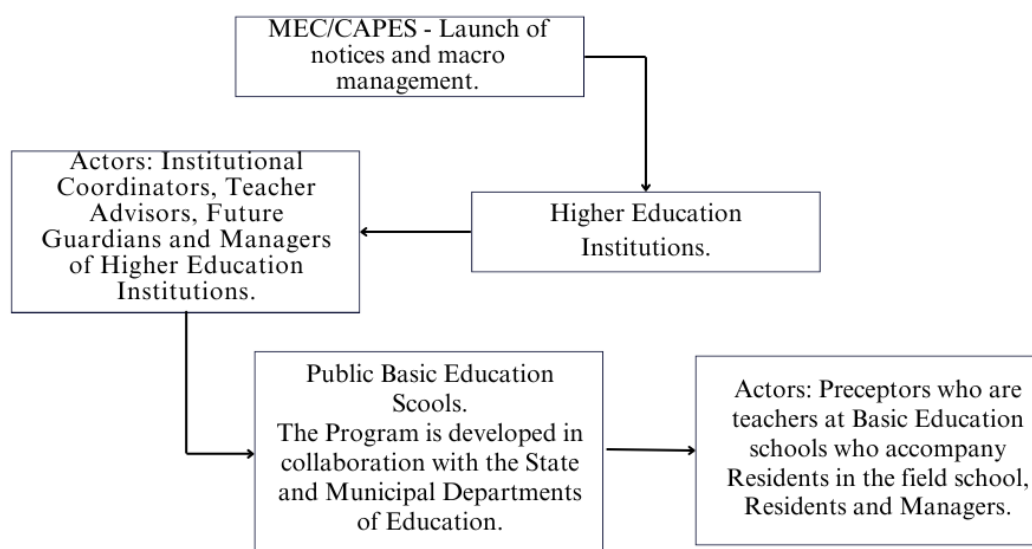 MEC/CAPES - Launch of
notices and macro
management.
Higher Education
Institutions.
Actors: Institutional
Coordinators, Teacher
Advisors, Future
Guardians and Managers
of Higher Education
Institutions.
Public Basic Education
Scools.
The Program is developed in
collaboration with the State
and Municipal Departments
of Education.
Actors: Preceptors who are
teachers at Basic Education
schools who accompany
Residents in the field school,
Residents and Managers.